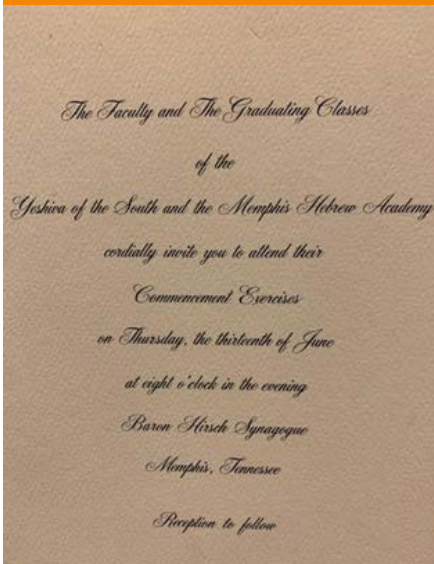 The Faculty and The Graduating Classes
of the
Yeshiva of the South and the Memphis Hebrew Academy
cordially invite you to attend their
Commencement Exercises
on Thursday, the thirteenth of June
at eight o'clock in the evening
Baron Hirsch Synagogue
Memphis, Tennessee
Reception to follow